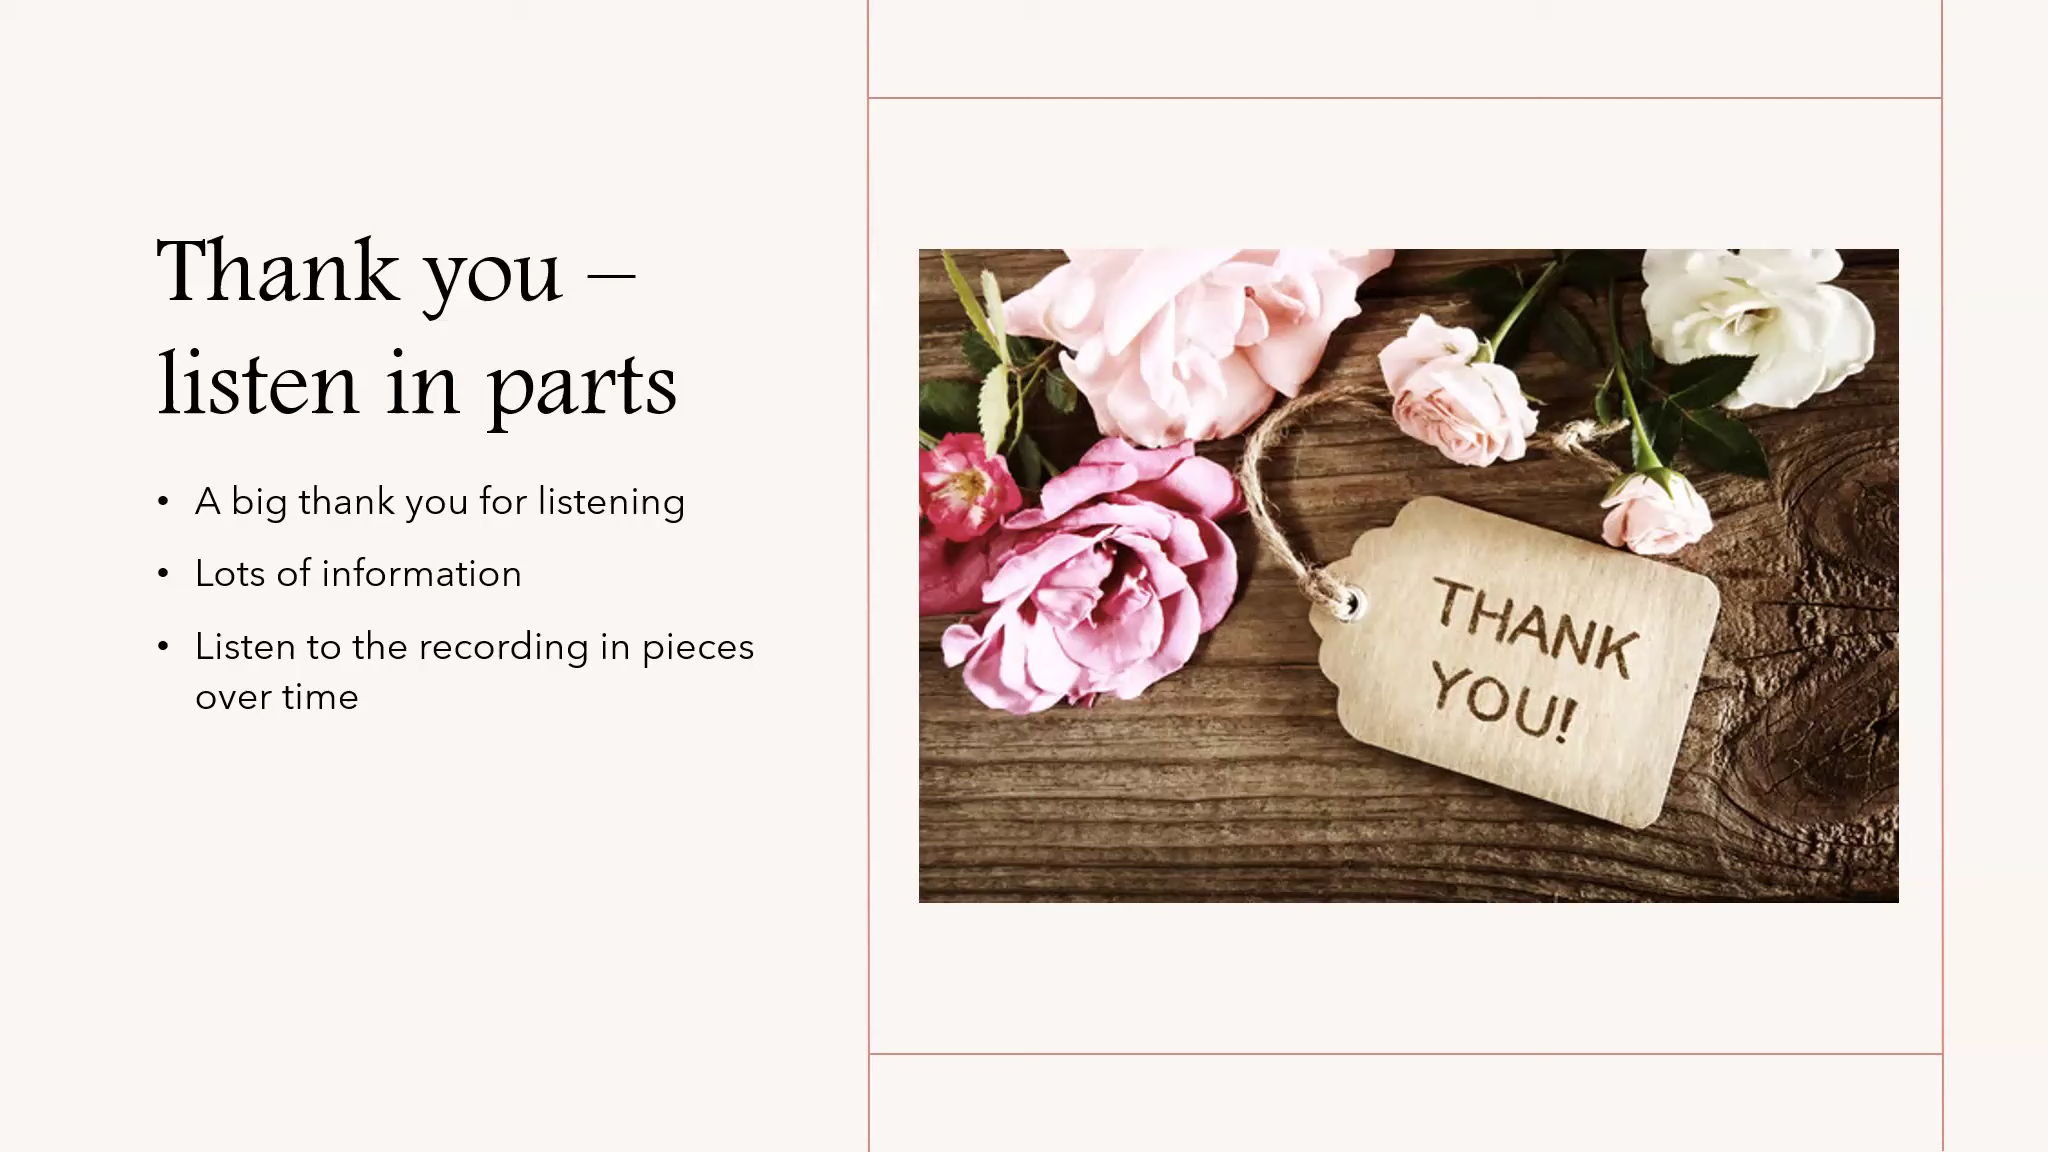 Thank you –
listen in parts
• A big thank you for listening
• Lots of information
• Listen to the recording in pieces
over time
THANK
YOU!